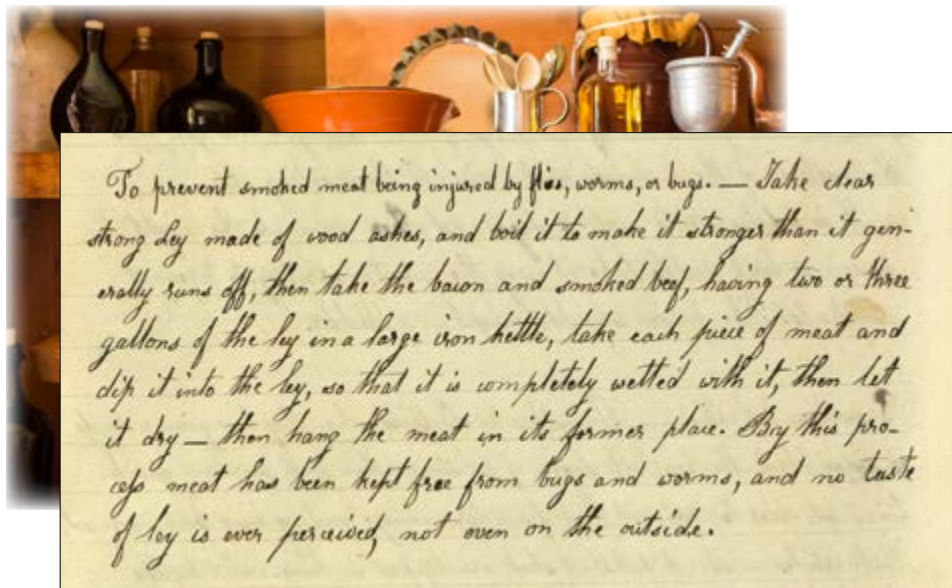 To prevent smoked meat being injured by flies, worms, or bugs. — Take clear
strong Ley made of wood ashes, and boil it to make it stronger than it gen-
erally runs off, then take the bacon and smoked beef, having two or three
gallons of the ley in a large iron kettle, take each piece of meat and
dip it into the ley, so that it is completely wetted with it, then let
it dry — then hang the meat in its former place. By this pro-
cess meat has been kept free from bugs and worms, and no taste
of ley is ever perceived, not even on the outside.